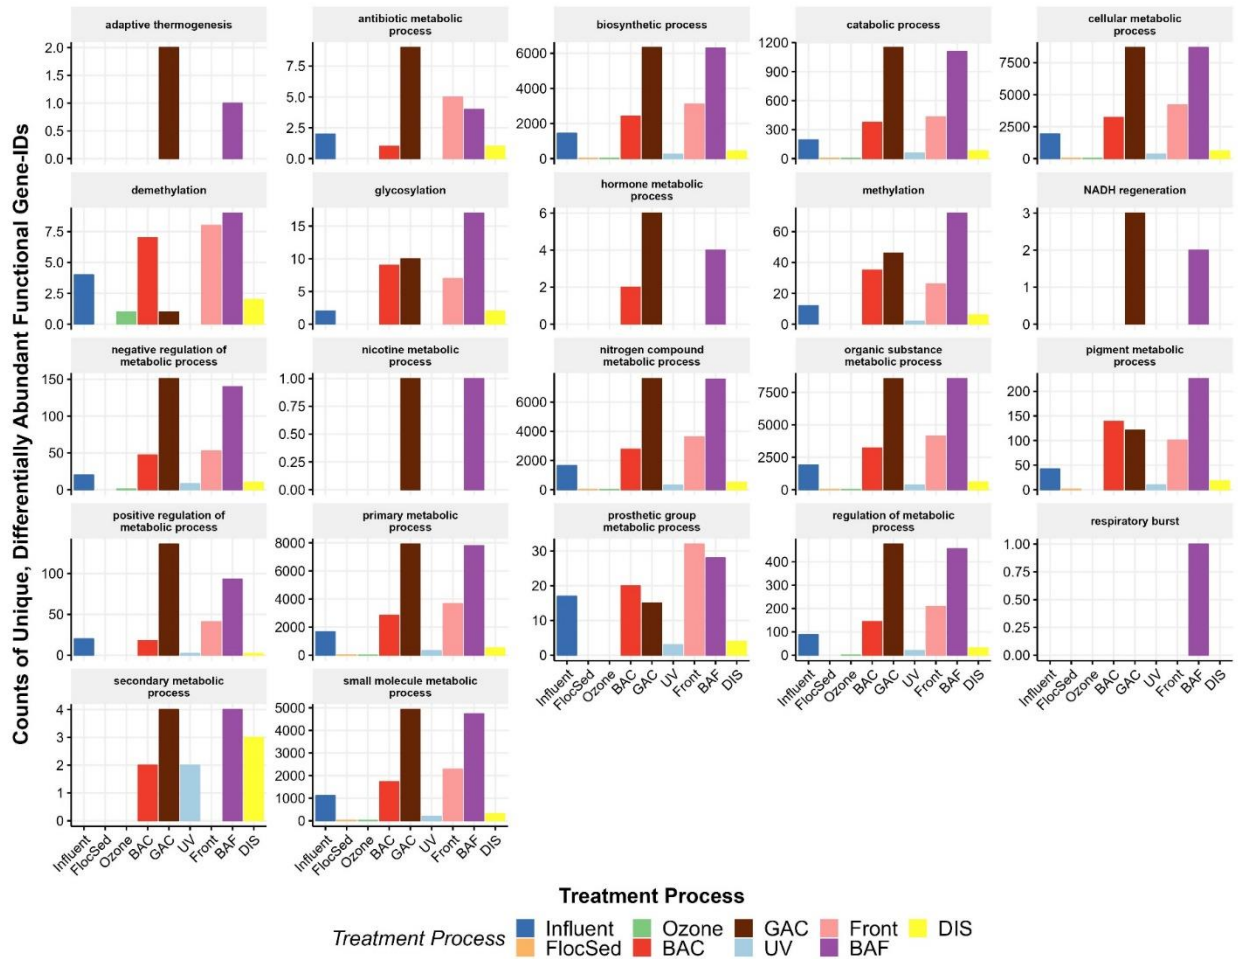 Counts of Unique, Differentially Abundant Functional Gene-IDs
adaptive thermogenesis
2.0
1.5
1.0
0.5
0.0
antibiotic metabolic
process
7.5
5.0
2.5
0.0
biosynthetic process
6000
4000
2000
0
catabolic process
1200
900
600
300
0
cellular metabolic
process
7500
5000
2500
0
demethylation
7.5
5.0
2.5
0.0
glycosylation
15
10
5
0
hormone metabolic
process
6
4
2
0
methylation
60
40
20
0
NADH regeneration
3
2
1
0
negative regulation of
metabolic process
150
100
50
0
nicotine metabolic
process
1.00
0.75
0.50
0.25
0.00
nitrogen compound
metabolic process
6000
4000
2000
0
organic substance
metabolic process
7500
5000
2500
0
pigment metabolic
process
200
150
100
50
0
positive regulation of
metabolic process
100
50
0
primary metabolic
process
8000
6000
4000
2000
0
prosthetic group
metabolic process
30
20
10
0
Influent FlocSed Ozone BAC GAC UV Front BAF DIS
regulation of metabolic
process
400
300
200
100
0
Influent FlocSed Ozone BAC GAC UV Front BAF DIS
respiratory burst
1.00
0.75
0.50
0.25
0.00
Influent FlocSed Ozone BAC GAC UV Front BAF DIS
secondary metabolic
process
4
3
2
1
0
Influent FlocSed Ozone BAC GAC UV Front BAF DIS
small molecule metabolic
process
5000
4000
3000
2000
1000
0
Influent FlocSed Ozone BAC GAC UV Front BAF DIS
Treatment Process
Treatment Process
Influent Ozone GAC Front DIS
FlocSed BAC UV BAF